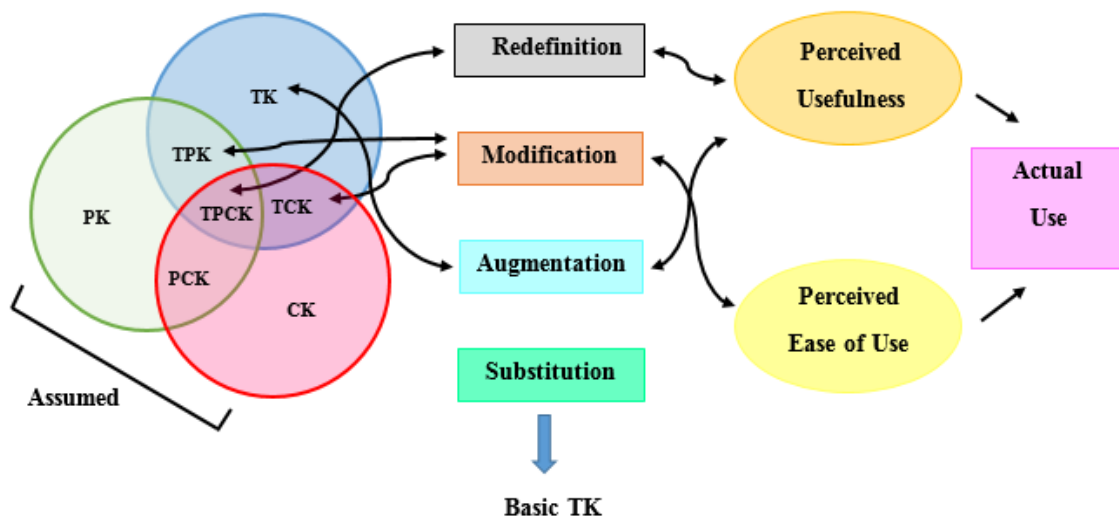 TK
TPK
PK
TPCK
TCK
PCK
CK
Assumed
Redefinition
Modification
Augmentation
Substitution
Basic TK
Perceived
Usefulness
Perceived
Ease of Use
Actual
Use